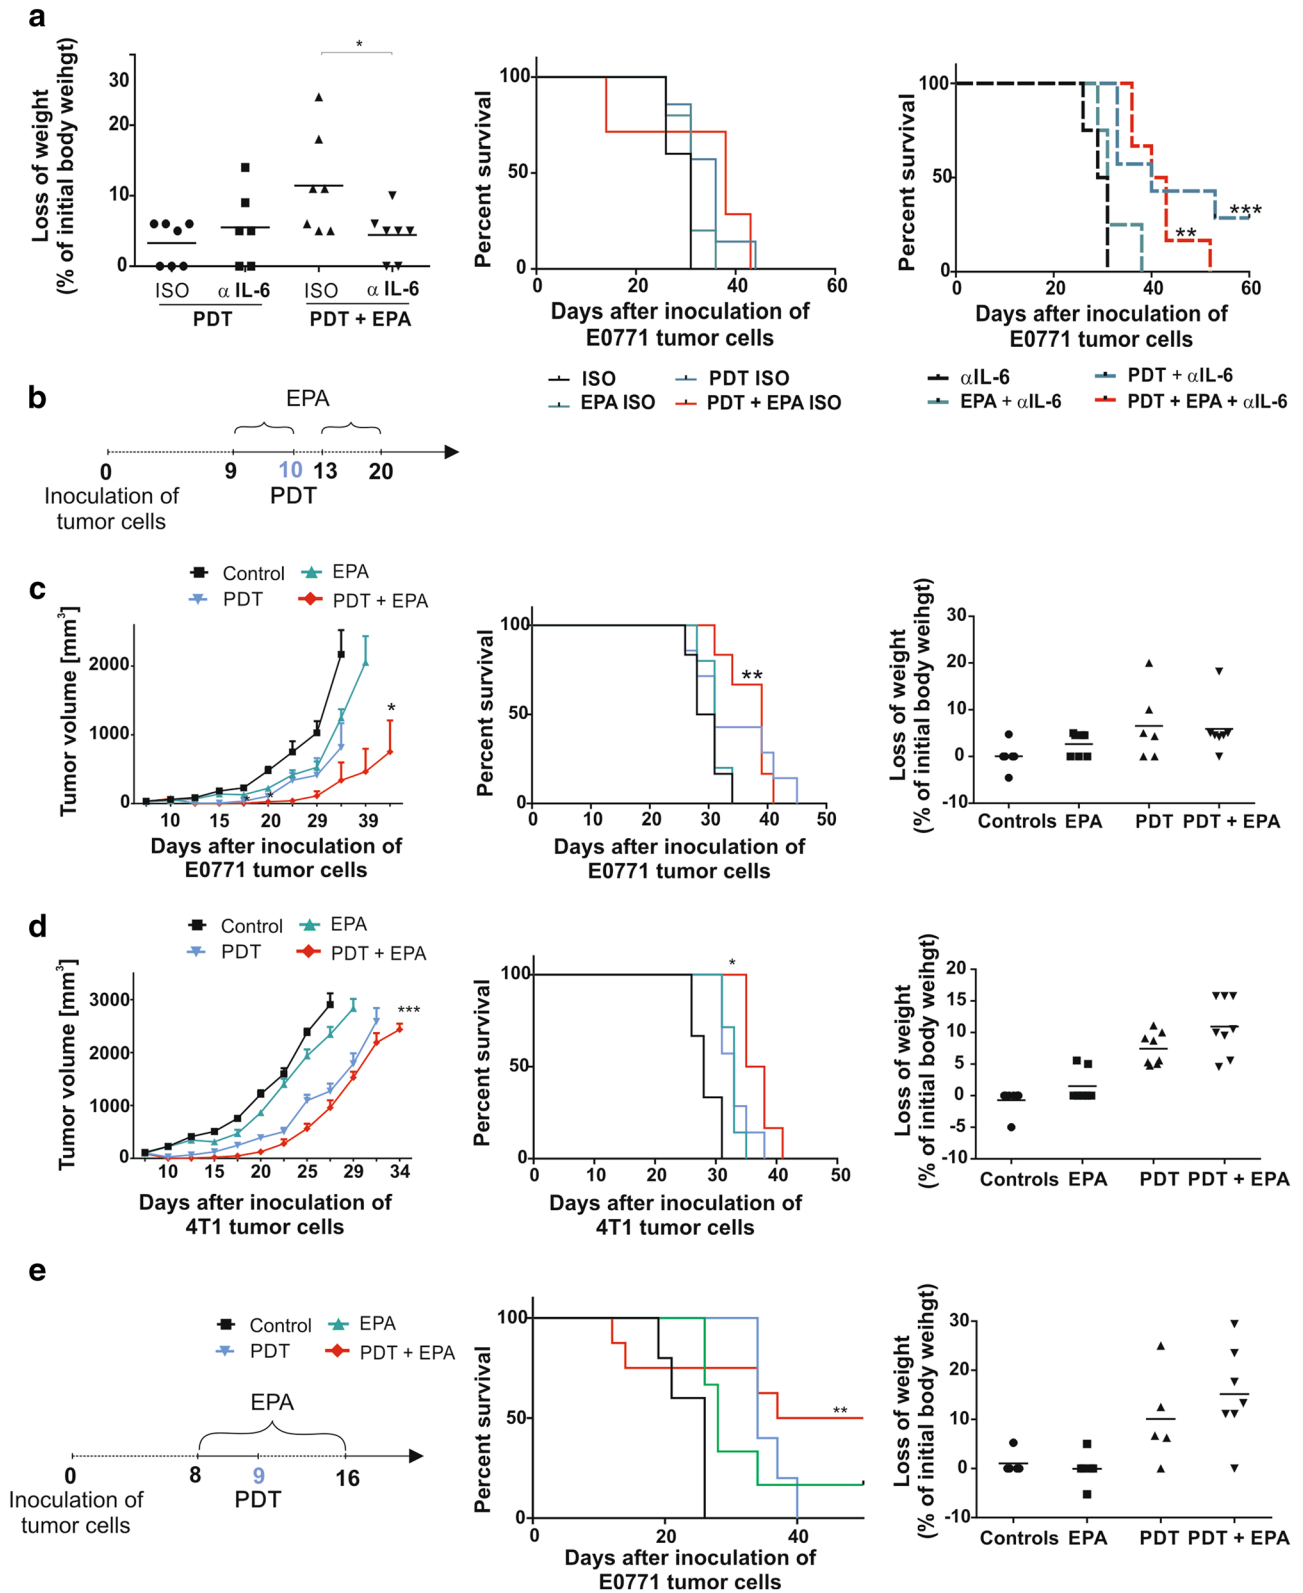 a
Loss of weight
(% of initial body weihgt)
30
20
10
0
*
ISO
α IL-6
ISO
α IL-6
PDT
PDT + EPA
Percent survival
100
50
0
0
20
40
60
Days after inoculation of
E0771 tumor cells
ISO
PDT ISO
EPA ISO
PDT + EPA ISO
Percent survival
100
50
0
***
**
20
40
60
Days after inoculation of
E0771 tumor cells
αIL-6
PDT + αIL-6
EPA + αIL-6
PDT + EPA + αIL-6
b
EPA
0
9
10
13
20
Inoculation of
tumor cells
PDT
c
Control
EPA
PDT
PDT + EPA
Tumor volume [mm³]
2000
1000
0
*
*
*
10
15
20
29
39
Days after inoculation of
E0771 tumor cells
Percent survival
100
50
0
**
0
10
20
30
40
50
Days after inoculation of
E0771 tumor cells
Loss of weight
(% of initial body weihgt)
30
20
10
0
-10
Controls
EPA
PDT
PDT + EPA
d
Control
EPA
PDT
PDT + EPA
Tumor volume [mm³]
3000
2000
1000
0
***
10
15
20
25
29
34
Days after inoculation of
4T1 tumor cells
Percent survival
100
50
0
*
0
10
20
30
40
50
Days after inoculation of
4T1 tumor cells
Loss of weight
(% of initial body weihgt)
20
15
10
5
0
-5
-10
Controls
EPA
PDT
PDT + EPA
e
Control
EPA
PDT
PDT + EPA
EPA
0
8
9
16
Inoculation of
tumor cells
PDT
Percent survival
100
50
0
**
0
20
40
Days after inoculation of
E0771 tumor cells
Loss of weight
(% of initial body weihgt)
30
20
10
0
-10
Controls
EPA
PDT
PDT + EPA